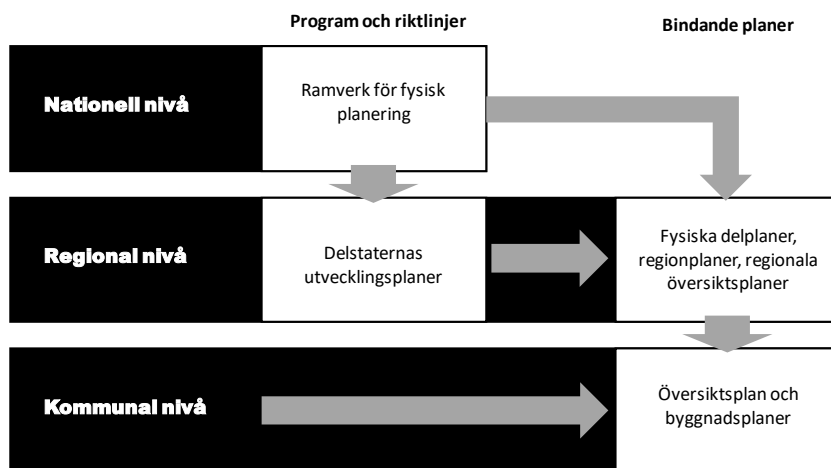 Program och riktlinjer
Bindande planer
Nationell nivå
Ramverk för fysisk
planering
Regional nivå
Delstaternas
utvecklingsplaner
Fysiska delplaner,
regionplaner, regionala
översiktsplaner
Kommunal nivå
Översiktsplan och
byggnadsplaner